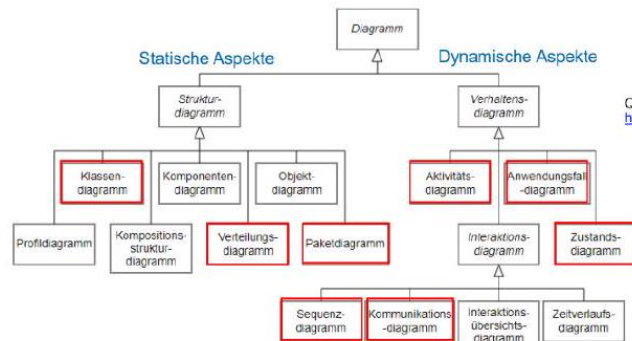 Diagramm
Statische Aspekte
Dynamische Aspekte
Struktur-
diagramm
Verhaltens-
diagramm
Klassen-
diagramm
Komponenten-
diagramm
Objekt-
diagramm
Aktivitäts-
diagramm
Anwendungsfall
-diagramm
Profildiagramm
Kompositions-
struktur-
diagramm
Verteilungs-
diagramm
Paketdiagramm
Interaktions-
diagramm
Zustands-
diagramm
Sequenz-
diagramm
Kommunikations
-diagramm
Interaktions-
übersichts-
diagramm
Zeitverlaufs-
diagramm